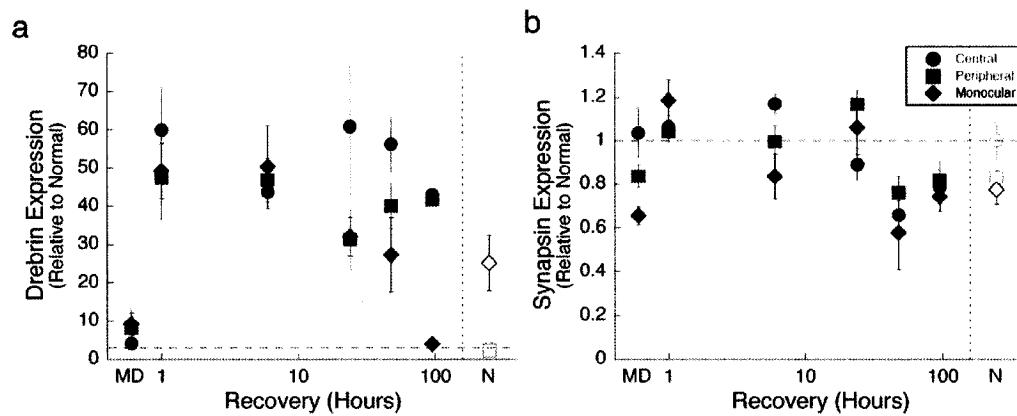 a
Drebrin Expression
(Relative to Normal)
80
70
60
50
40
30
20
10
0
MD 1 10 100 N
Recovery (Hours)
b
Synapsin Expression
(Relative to Normal)
1.4
1.2
1
0.8
0.6
0.4
0.2
0
Central
Peripheral
Monocular
MD 1 10 100 N
Recovery (Hours)